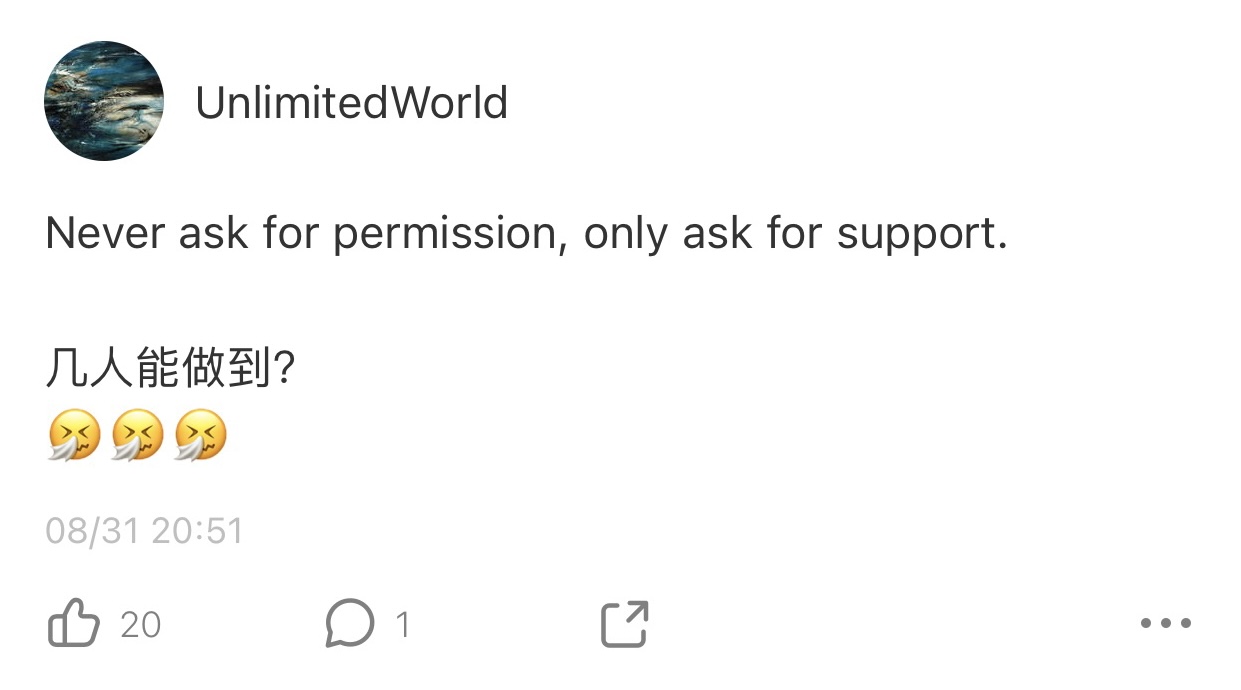 UnlimitedWorld
Never ask for permission, only ask for support.
几人能做到?
🤧🤧🤧
08/31 20:51
20 1